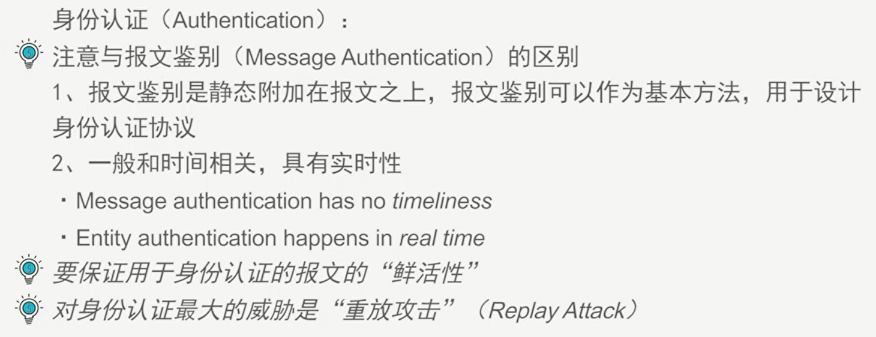 身份认证（Authentication）：
注意与报文鉴别（Message Authentication）的区别
1、报文鉴别是静态附加在报文之上，报文鉴别可以作为基本方法，用于设计
身份认证协议
2、一般和时间相关，具有实时性
·Message authentication has no timeliness
·Entity authentication happens in real time
要保证用于身份认证的报文的“鲜活性”
对身份认证最大的威胁是“重放攻击”（Replay Attack）